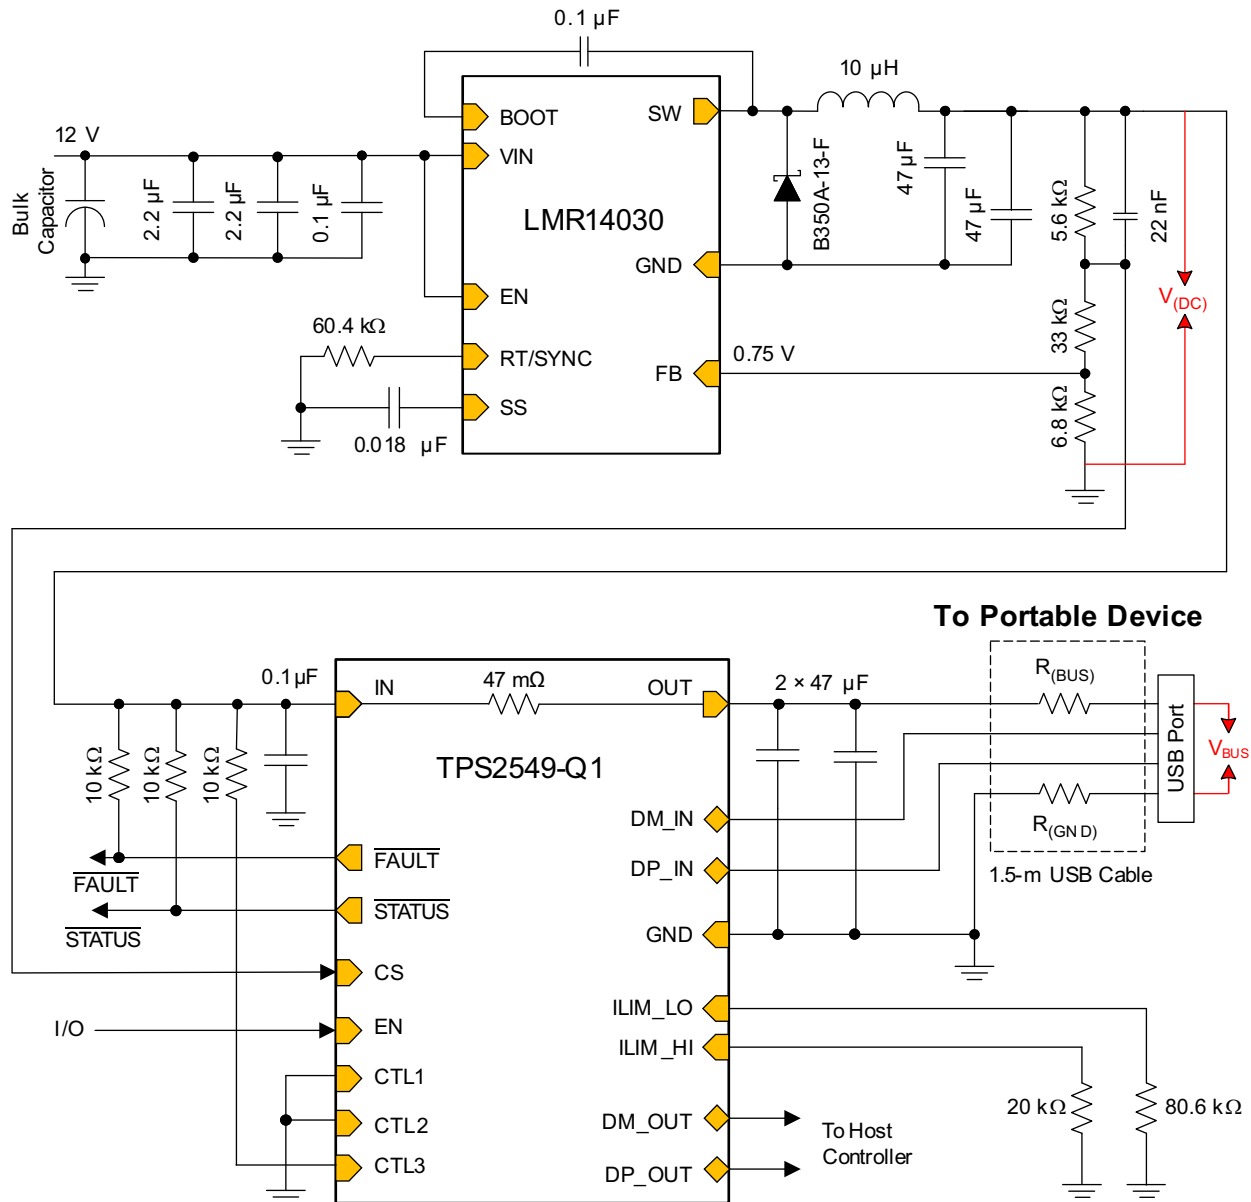 0.1 µF
12 V
Bulk
Capacitor
2.2 µF
2.2 µF
0.1 µF
BOOT
VIN
EN
RT/SYNC
SS
LMR14030
SW
GND
FB
60.4 kΩ
0.018 µF
10 µH
B350A-13-F
47 µF
47 µF
5.6 kΩ
22 nF
33 kΩ
6.8 kΩ
0.75 V
V(DC)
To Portable Device
0.1 µF
10 kΩ
10 kΩ
10 kΩ
IN
47 mΩ
OUT
TPS2549-Q1
2 × 47 µF
R(BUS)
R(GND)
USB Port
VBUS
1.5-m USB Cable
DM_IN
DP_IN
GND
FAULT
FAULT
STATUS
STATUS
CS
I/O
EN
CTL1
CTL2
CTL3
ILIM_LO
ILIM_HI
DM_OUT
DP_OUT
To Host
Controller
20 kΩ
80.6 kΩ